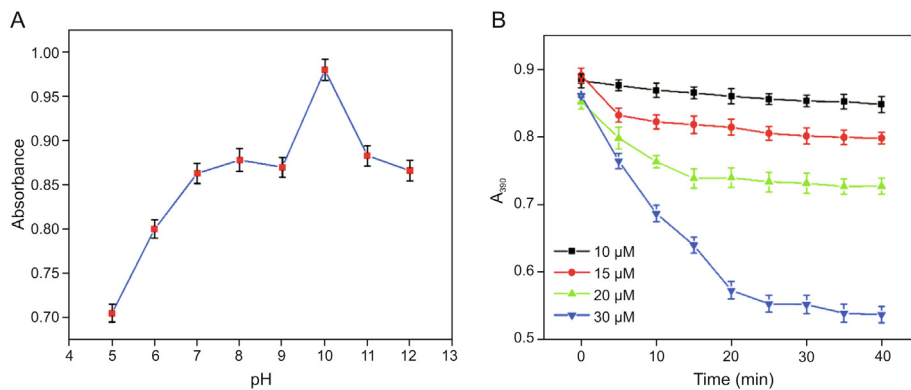 A
Absorbance
1.00
0.95
0.90
0.85
0.80
0.75
0.70
4 5 6 7 8 9 10 11 12 13
pH
B
A390
0.9
0.8
0.7
0.6
0.5
10 μM
15 μM
20 μM
30 μM
0 10 20 30 40
Time (min)